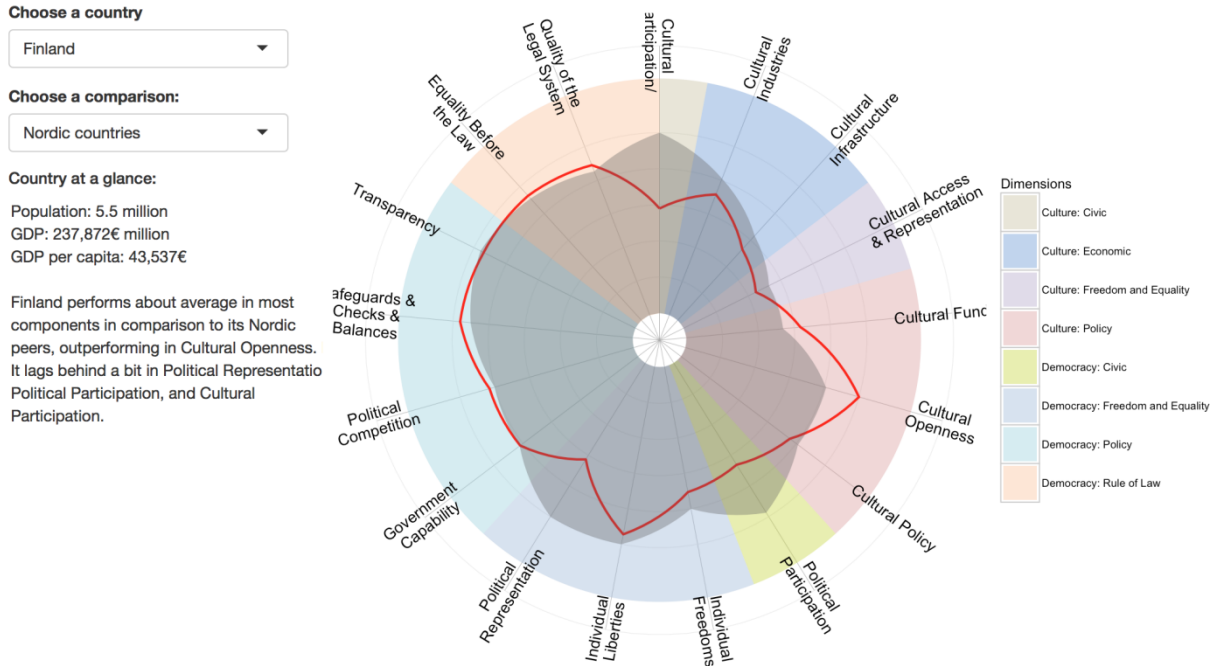 Choose a country
Finland
Choose a comparison:
Nordic countries
Country at a glance:
Population: 5.5 million
GDP: 237,872€ million
GDP per capita: 43,537€
Finland performs about average in most
components in comparison to its Nordic
peers, outperforming in Cultural Openness.
It lags behind a bit in Political Representatio
Political Participation, and Cultural
Participation.
Cultural
articipation/
Cultural
Industries
Cultural
Infrastructure
Cultural Access
& Representation
Cultural Func
Cultural
Openness
Cultural Policy
Political
Participation
Individual
Freedoms
Individual
Liberties
Political
Representation
Government
Capability
Political
Competition
afeguards &
Checks &
Balances
Transparency
Equality Before
the Law
Quality of the
Legal System
Dimensions
Culture: Civic
Culture: Economic
Culture: Freedom and Equality
Culture: Policy
Democracy: Civic
Democracy: Freedom and Equality
Democracy: Policy
Democracy: Rule of Law